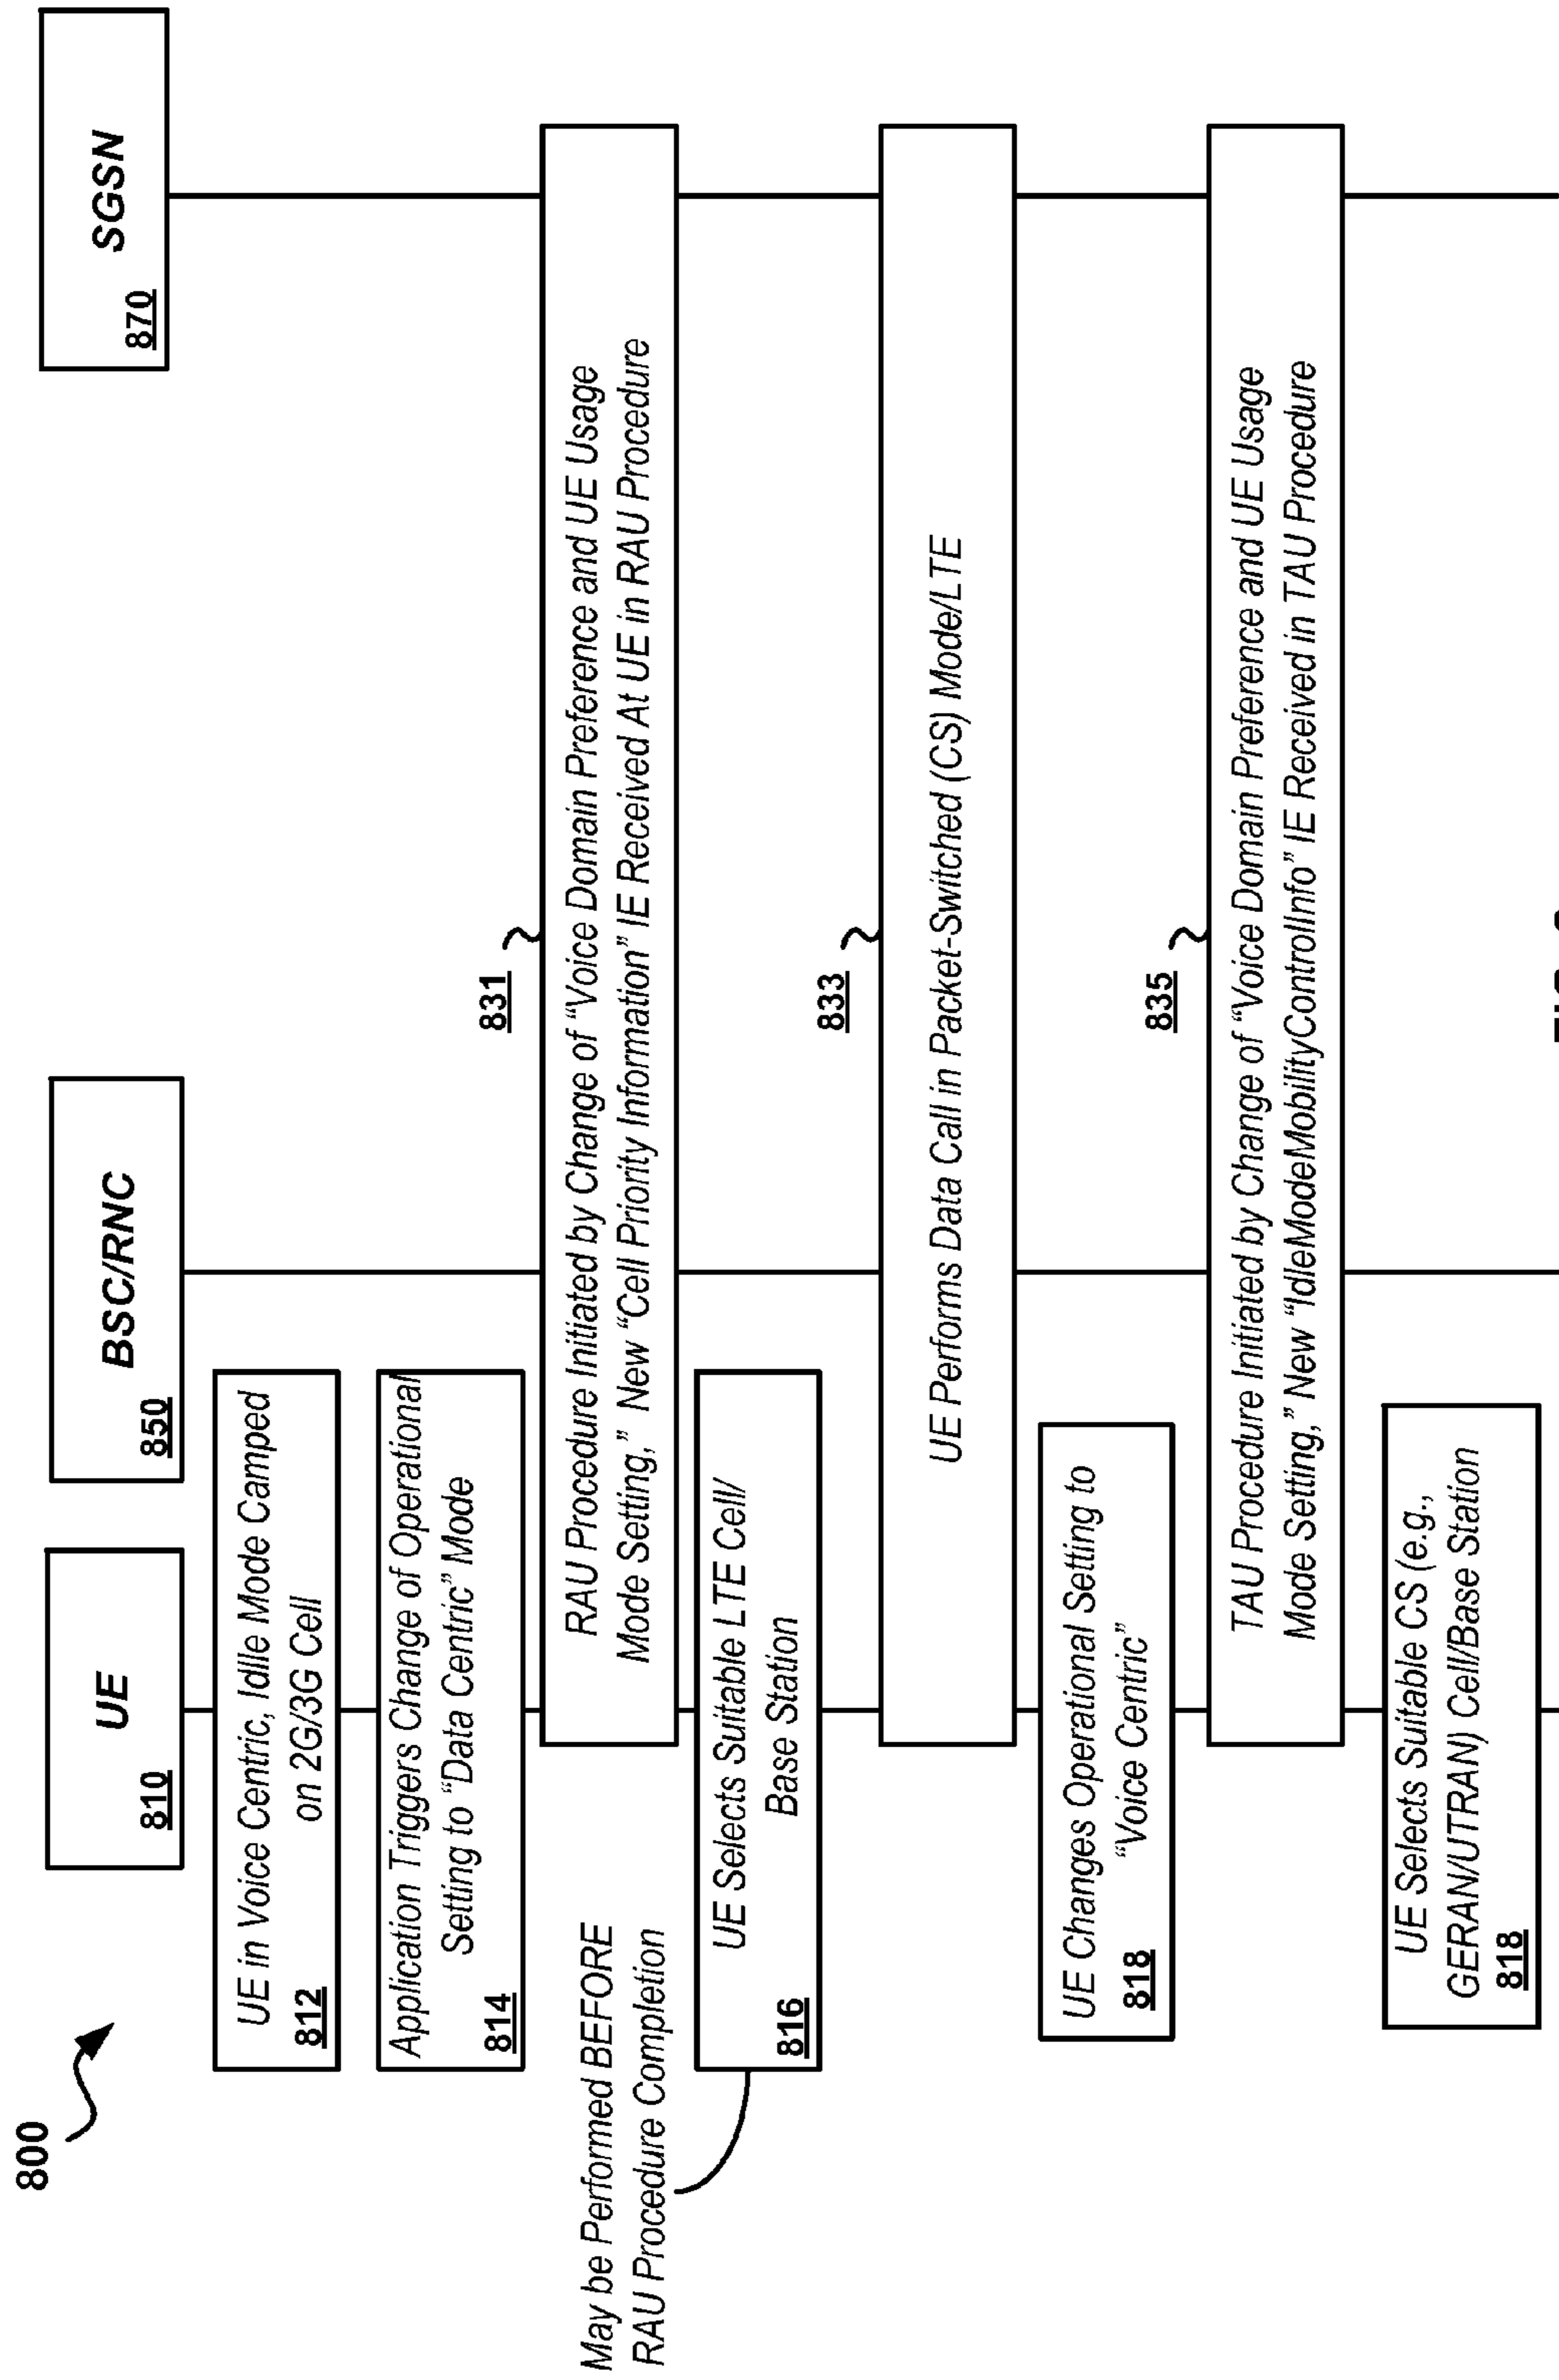 800
UE
810
BSC/RNC
850
SGSN
870
UE in Voice Centric, Idle Mode Camped
on 2G/3G Cell
812
Application Triggers Change of Operational
Setting to “Data Centric” Mode
814
831
RAU Procedure Initiated by Change of “Voice Domain Preference and UE Usage
Mode Setting,” New “Cell Priority Information” IE Received At UE in RAU Procedure
May be Performed BEFORE
RAU Procedure Completion
UE Selects Suitable LTE Cell/
Base Station
816
833
UE Performs Data Call in Packet-Switched (CS) Mode/LTE
UE Changes Operational Setting to
“Voice Centric”
818
835
TAU Procedure Initiated by Change of “Voice Domain Preference and UE Usage
Mode Setting,” New “IdleModeMobilityControlInfo” IE Received in TAU Procedure
UE Selects Suitable CS (e.g.,
GERAN/UTRAN) Cell/Base Station
818